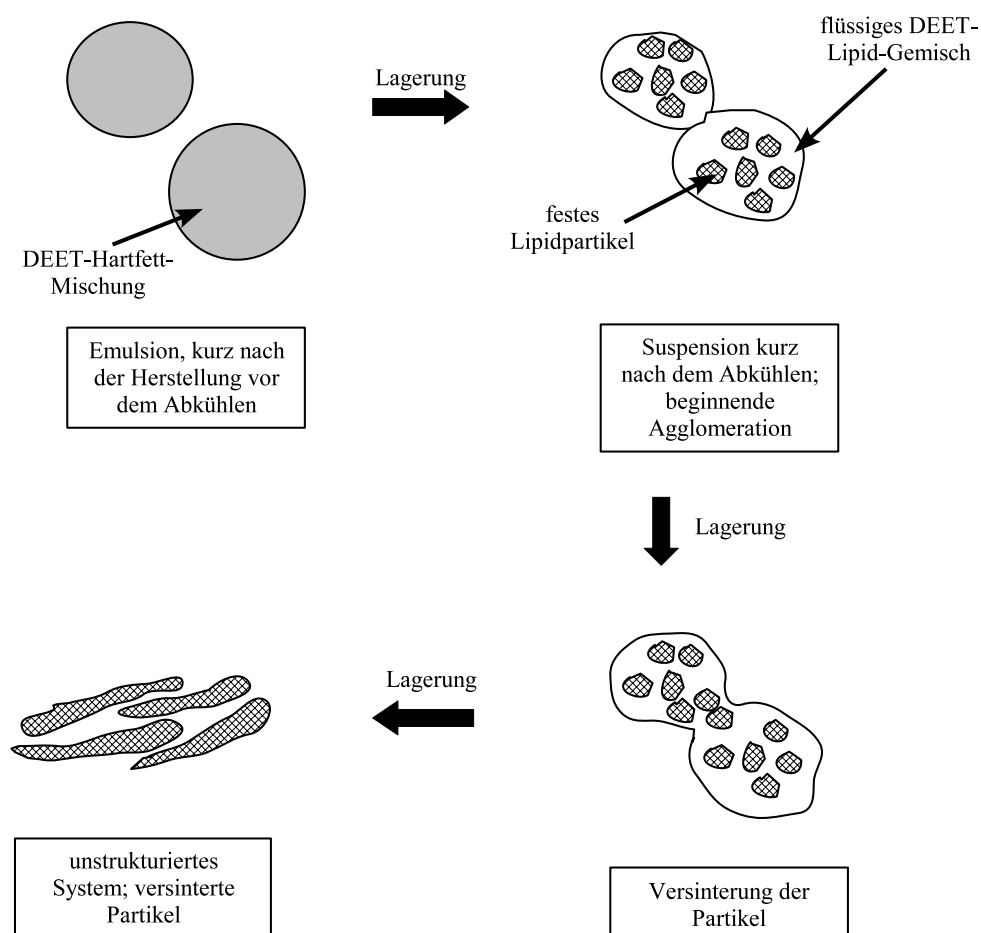 Lagerung
flüssiges DEET-
Lipid-Gemisch
festes
Lipidpartikel
DEET-Hartfett-
Mischung
Emulsion, kurz nach
der Herstellung vor
dem Abkühlen
Suspension kurz
nach dem Abkühlen;
beginnende
Agglomeration
Lagerung
Lagerung
unstrukturiertes
System; versinterte
Partikel
Versinterung der
Partikel